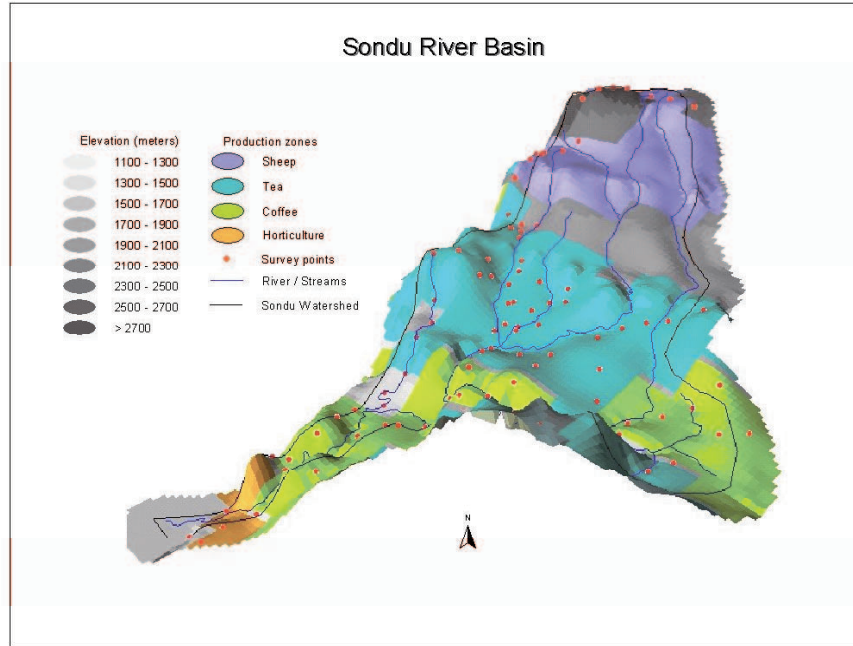 Sondu River Basin
Elevation (meters)
1100 - 1300
1300 - 1500
1500 - 1700
1700 - 1900
1900 - 2100
2100 - 2300
2300 - 2500
2500 - 2700
> 2700
Production zones
Sheep
Tea
Coffee
Horticulture
Survey points
River / Streams
Sondu Watershed
N